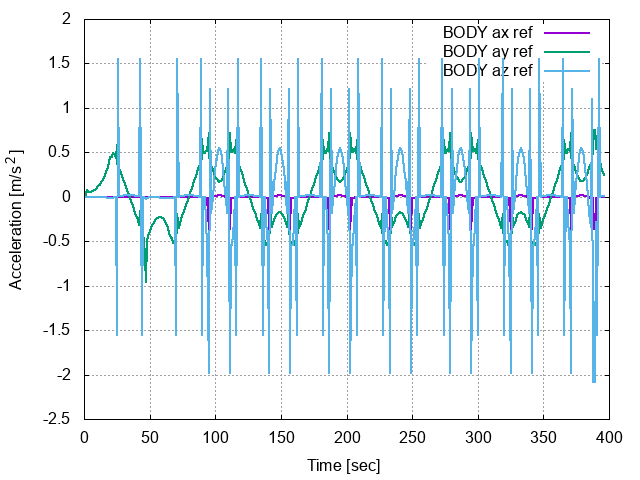 2
1.5
1
0.5
0
-0.5
-1
-1.5
-2
-2.5
0 50 100 150 200 250 300 350 400
Acceleration [m/s²]
Time [sec]
BODY ax ref
BODY ay ref
BODY az ref